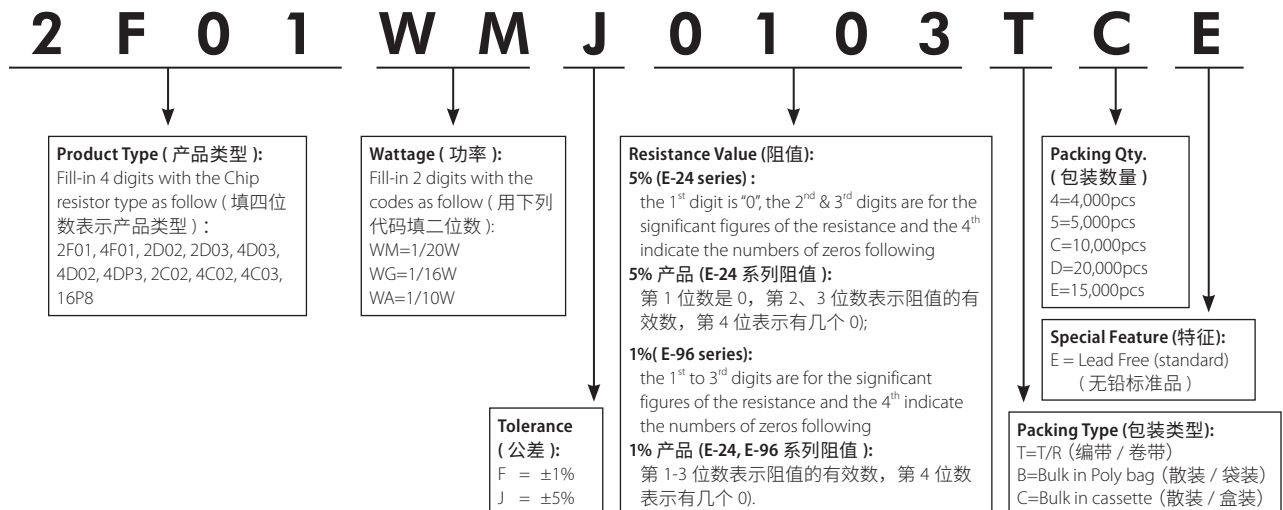 2 F 0 1 W M J 0 1 0 3 T C E
Product Type ( 产品类型 ):
Fill-in 4 digits with the Chip
resistor type as follow ( 填四位
数表示产品类型 ) :
2F01, 4F01, 2D02, 2D03, 4D03,
4D02, 4DP3, 2C02, 4C02, 4C03,
16P8
Wattage ( 功率 ):
Fill-in 2 digits with the
codes as follow ( 用下列
代码填二位数 ):
WM=1/20W
WG=1/16W
WA=1/10W
Tolerance
( 公差 ):
F = ±1%
J = ±5%
Resistance Value (阻值):
5% (E-24 series) :
the 1st digit is "0", the 2nd & 3rd digits are for the
significant figures of the resistance and the 4th
indicate the numbers of zeros following
5% 产品 (E-24 系列阻值 ):
第 1 位数是 0，第 2、3 位数表示阻值的有
效数，第 4 位表示有几个 0);
1%( E-96 series):
the 1st to 3rd digits are for the significant
figures of the resistance and the 4th indicate
the numbers of zeros following
1% 产品 (E-24, E-96 系列阻值 ):
第 1-3 位数表示阻值的有效数，第 4 位数
表示有几个 0).
Packing Qty.
( 包装数量 )
4=4,000pcs
5=5,000pcs
C=10,000pcs
D=20,000pcs
E=15,000pcs
Special Feature (特征):
E = Lead Free (standard)
( 无铅标准品 )
Packing Type (包装类型):
T=T/R（编带 / 卷带）
B=Bulk in Poly bag（散装 / 袋装）
C=Bulk in cassette（散装 / 盒装）